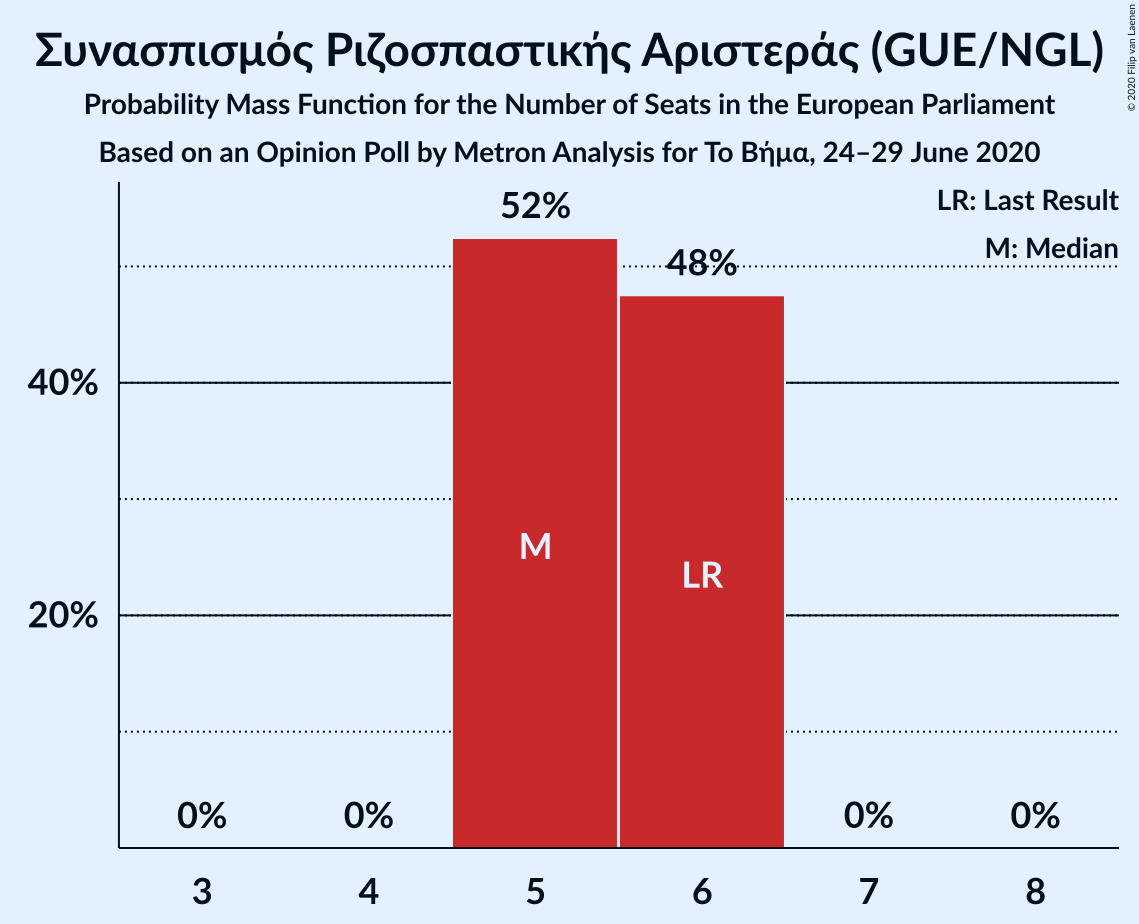 Συνασπισμός Ριζοσπαστικής Αριστεράς (GUE/NGL)
Probability Mass Function for the Number of Seats in the European Parliament
Based on an Opinion Poll by Metron Analysis for Το Βήμα, 24–29 June 2020
© 2020 Filip van Laenen
LR: Last Result
M: Median
52%
48%
40%
20%
M
LR
0%
0%
0%
0%
3
4
5
6
7
8